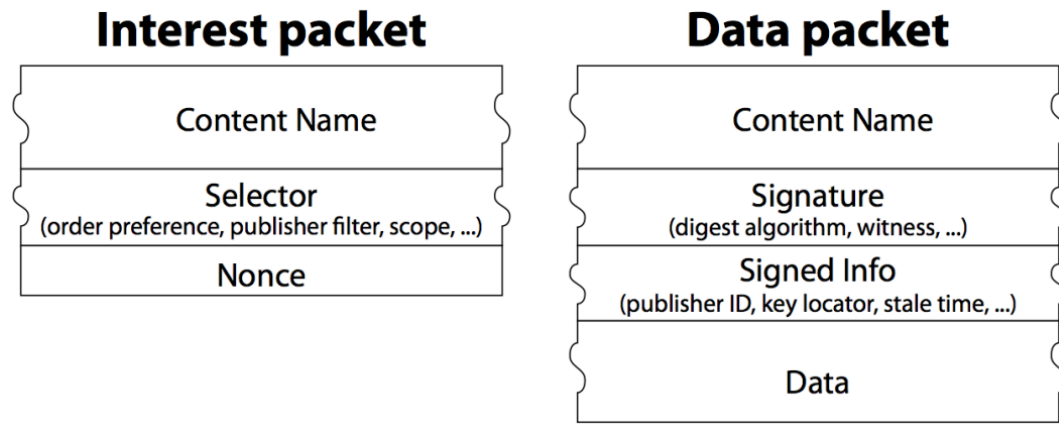 Interest packet
Content Name
Selector
(order preference, publisher filter, scope, ...)
Nonce
Data packet
Content Name
Signature
(digest algorithm, witness, ...)
Signed Info
(publisher ID, key locator, stale time, ...)
Data